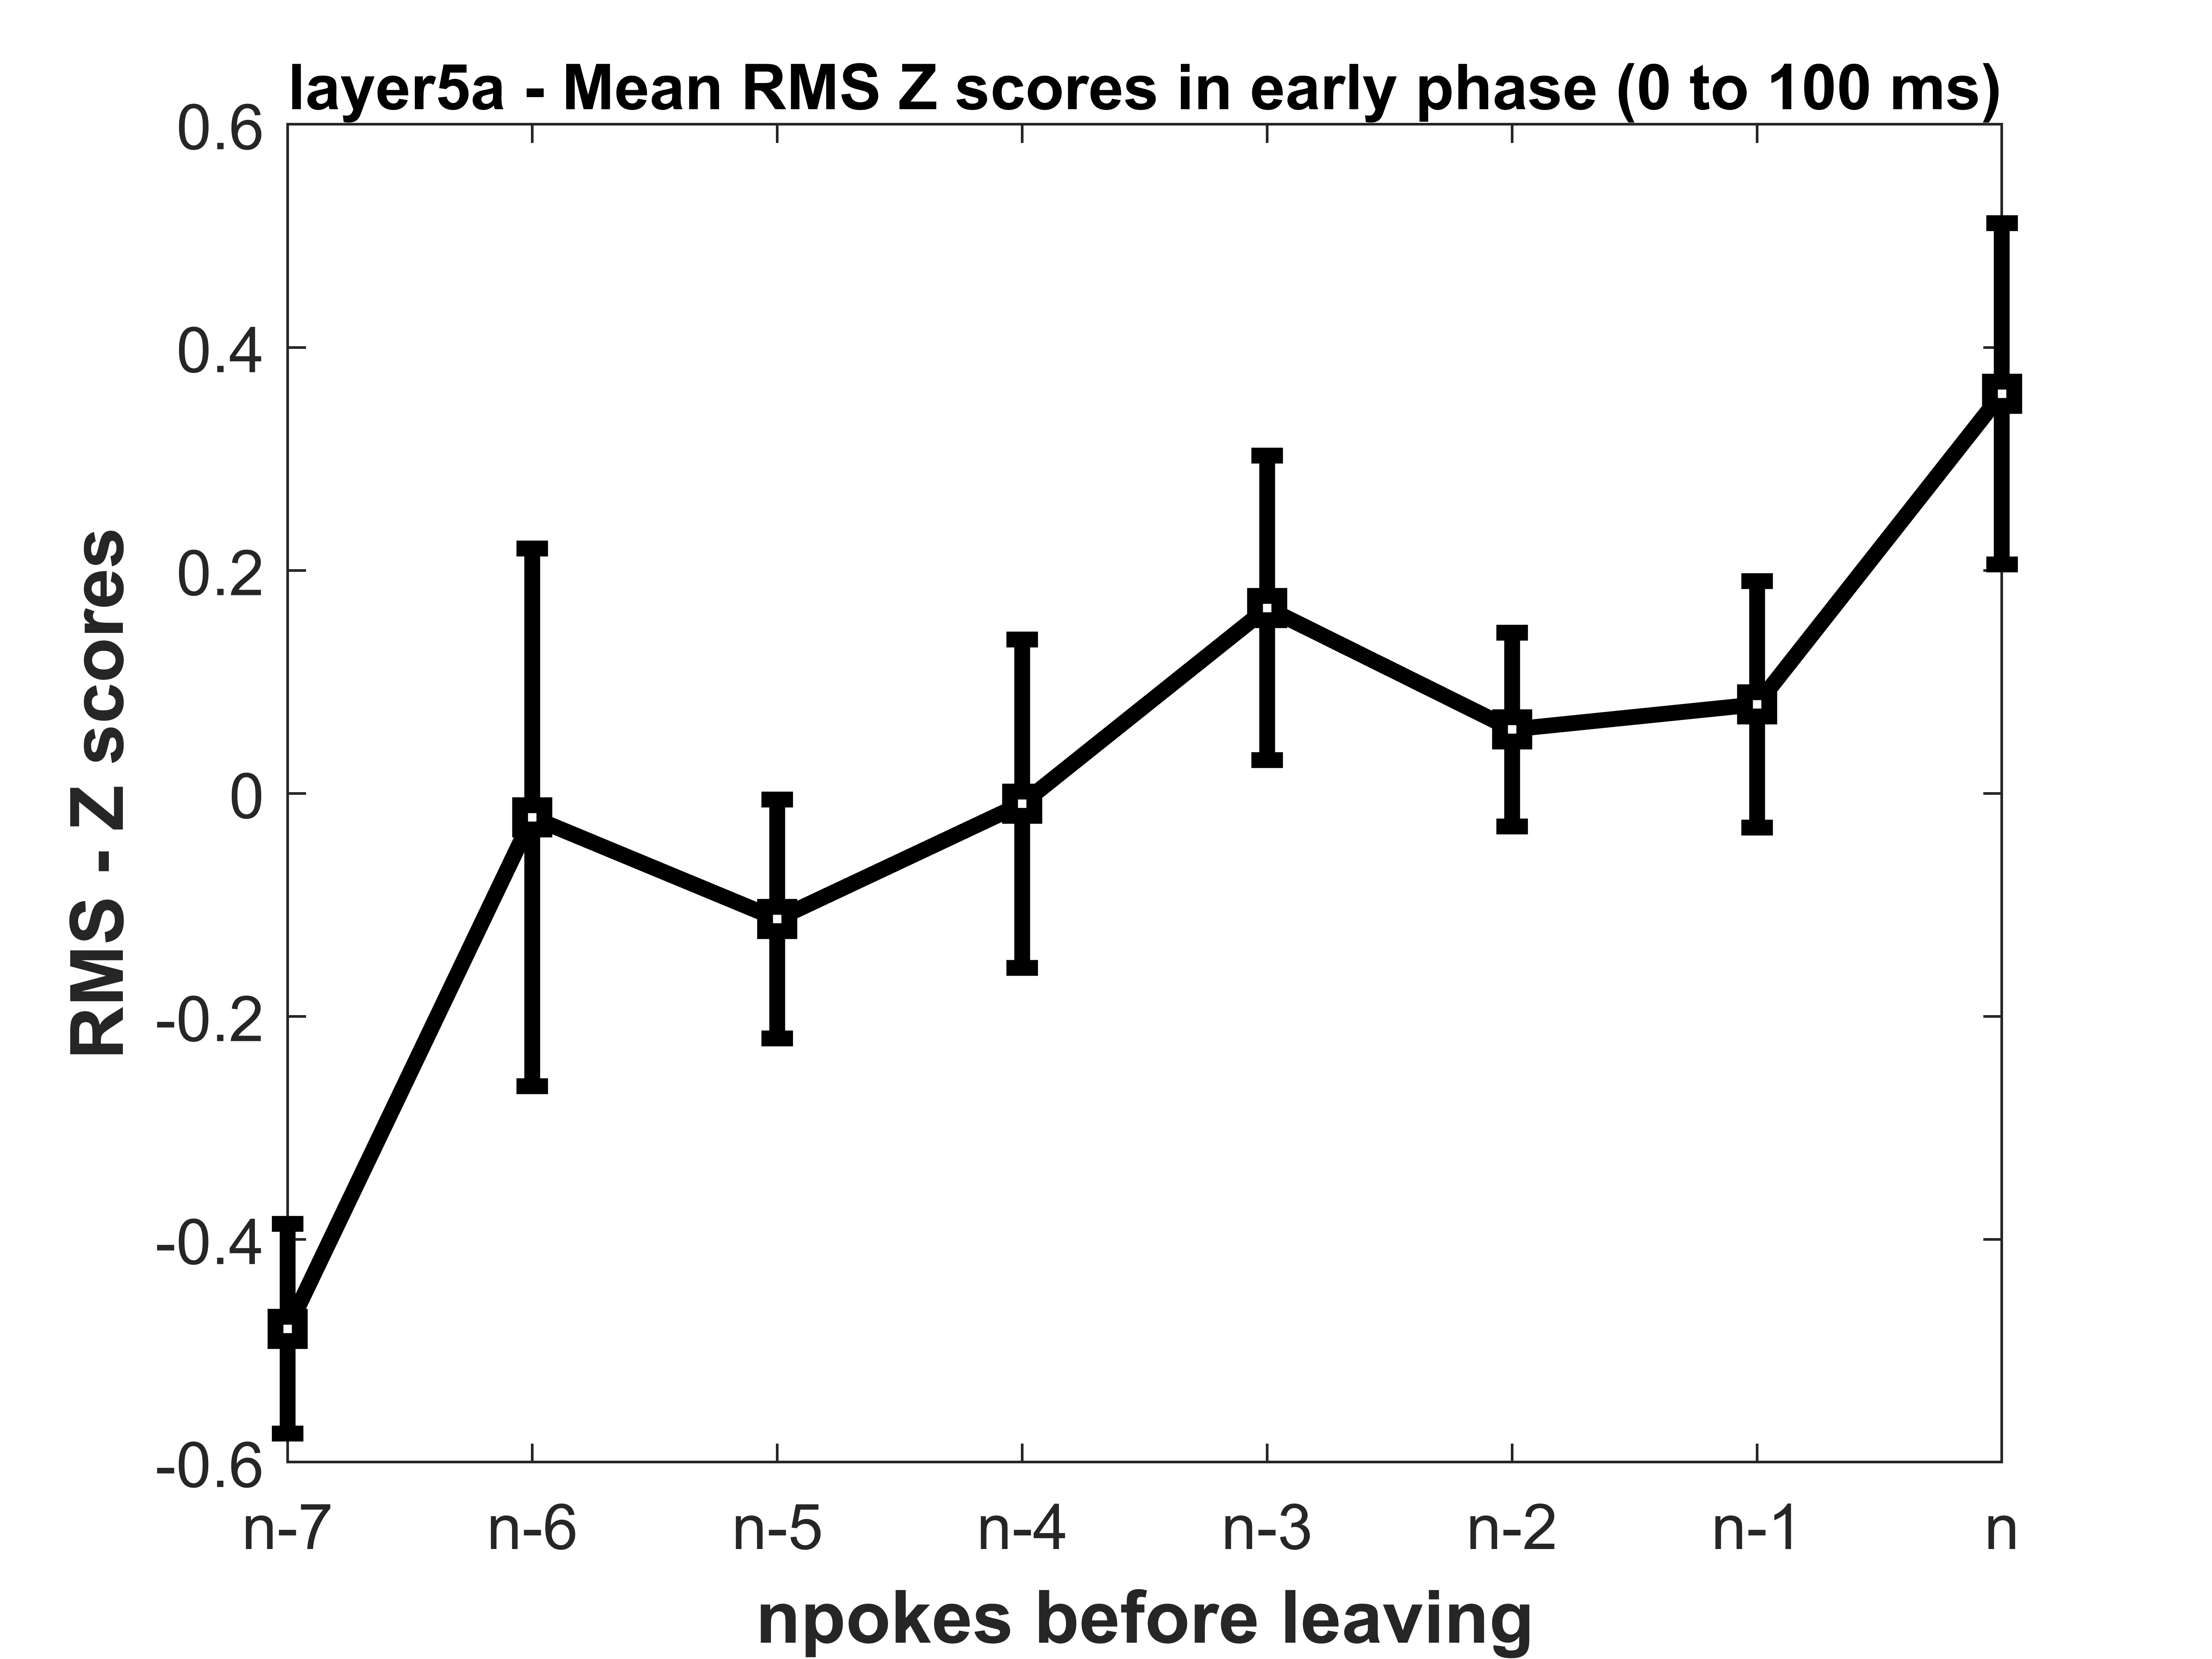 layer5a - Mean RMS Z scores in early phase (0 to 100 ms)
0.6
0.4
0.2
0
-0.2
-0.4
-0.6
RMS - Z scores
n-7 n-6 n-5 n-4 n-3 n-2 n-1 n
npokes before leaving